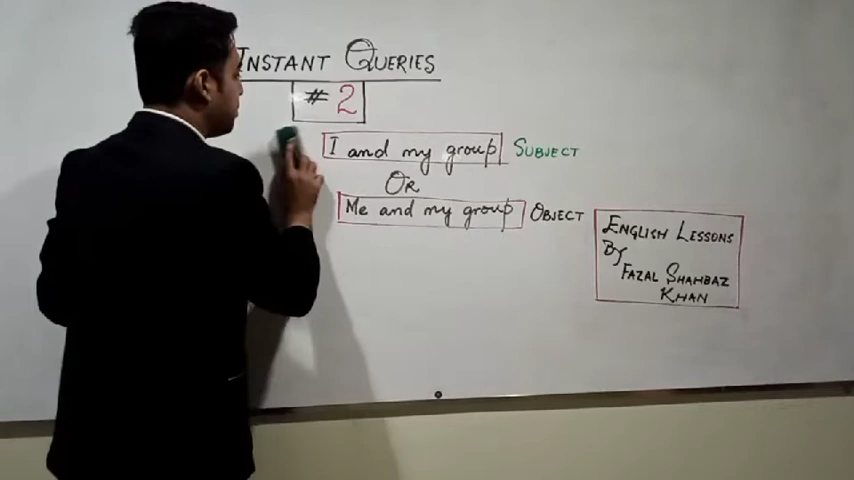 INSTANT QUERIES
# 2
I and my group SUBJECT
OR
Me and my group OBJECT
ENGLISH LESSONS
By
FAZAL SHAHBAZ
KHAN